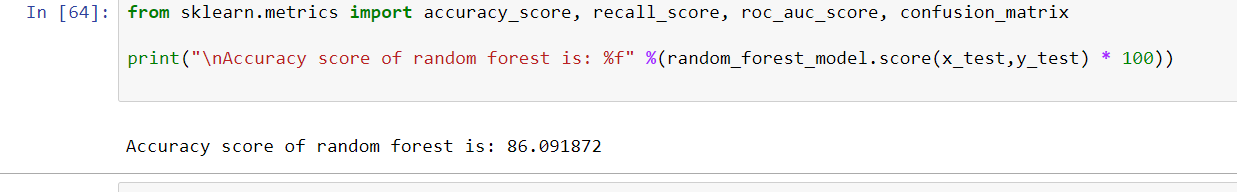 In [64]: from sklearn.metrics import accuracy_score, recall_score, roc_auc_score, confusion_matrix
print("\nAccuracy score of random forest is: %f" %(random_forest_model.score(x_test,y_test) * 100))
Accuracy score of random forest is: 86.091872